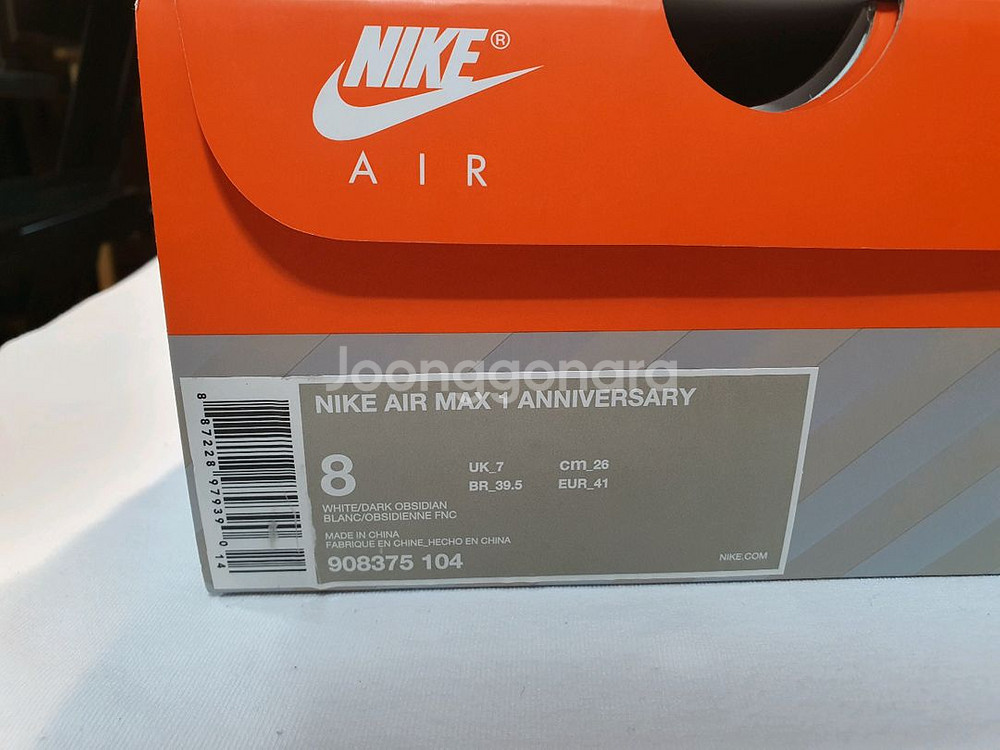 NIKE®
AIR
Joonggonara
NIKE AIR MAX 1 ANNIVERSARY
8
UK_7
cm_26
BR_39.5
EUR_41
WHITE/DARK OBSIDIAN
BLANC/OBSIDIENNE FNC
MADE IN CHINA
FABRIQUE EN CHINE_HECHO EN CHINA
908375 104
NIKE.COM
8 87228 97939 0 14